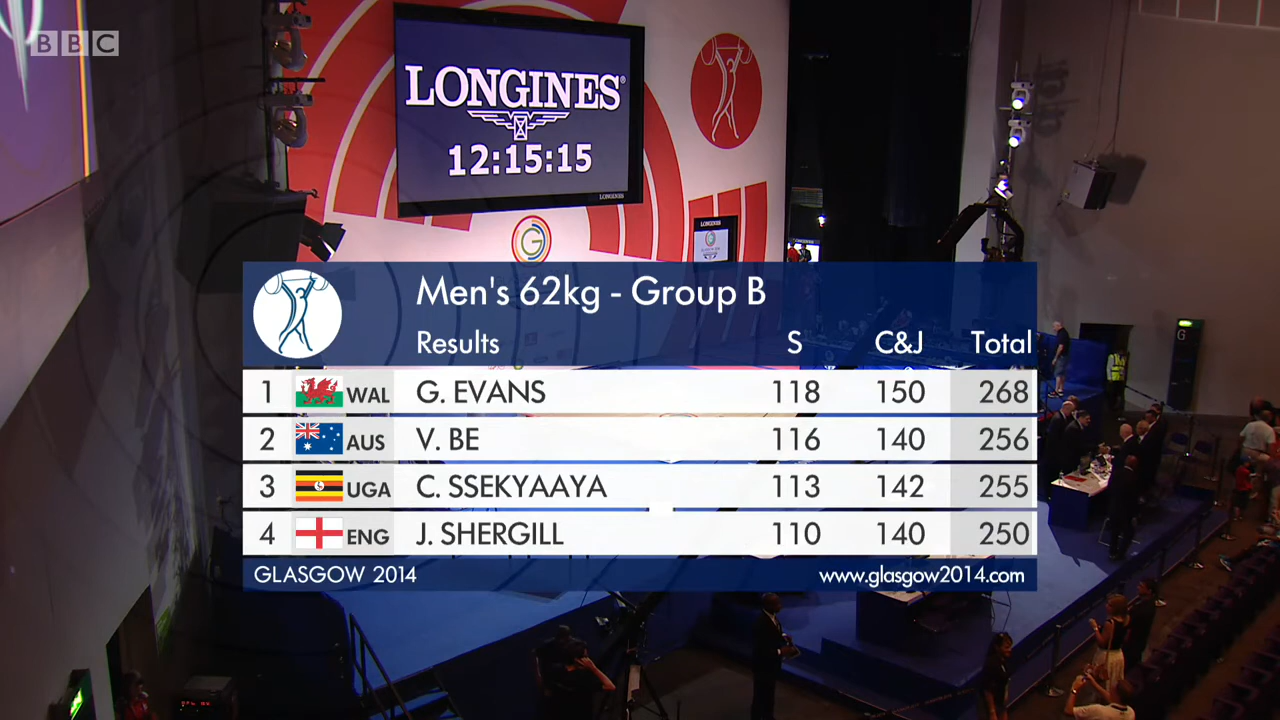 BBC
LONGINES
12:15:15
LONGINES
LONGINES
G
Men's 62kg - Group B
Results S C&J Total
1 WAL G. EVANS 118 150 268
2 AUS V. BE 116 140 256
3 UGA C. SSEKYAAYA 113 142 255
4 ENG J. SHERGILL 110 140 250
GLASGOW 2014 www.glasgow2014.com